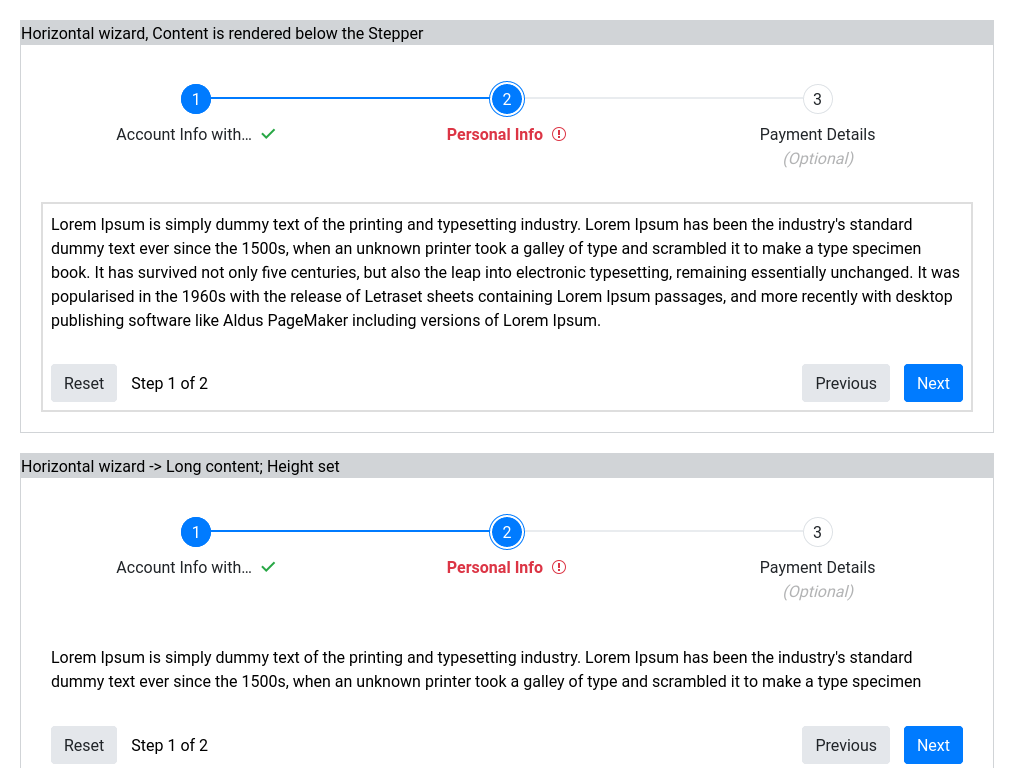 Horizontal wizard, Content is rendered below the Stepper
1 2 3
Account Info with… Personal Info Payment Details
(Optional)
Lorem Ipsum is simply dummy text of the printing and typesetting industry. Lorem Ipsum has been the industry's standard
dummy text ever since the 1500s, when an unknown printer took a galley of type and scrambled it to make a type specimen
book. It has survived not only five centuries, but also the leap into electronic typesetting, remaining essentially unchanged. It was
popularised in the 1960s with the release of Letraset sheets containing Lorem Ipsum passages, and more recently with desktop
publishing software like Aldus PageMaker including versions of Lorem Ipsum.
Reset Step 1 of 2 Previous Next
Horizontal wizard -> Long content; Height set
1 2 3
Account Info with… Personal Info Payment Details
(Optional)
Lorem Ipsum is simply dummy text of the printing and typesetting industry. Lorem Ipsum has been the industry's standard
dummy text ever since the 1500s, when an unknown printer took a galley of type and scrambled it to make a type specimen
Reset Step 1 of 2 Previous Next